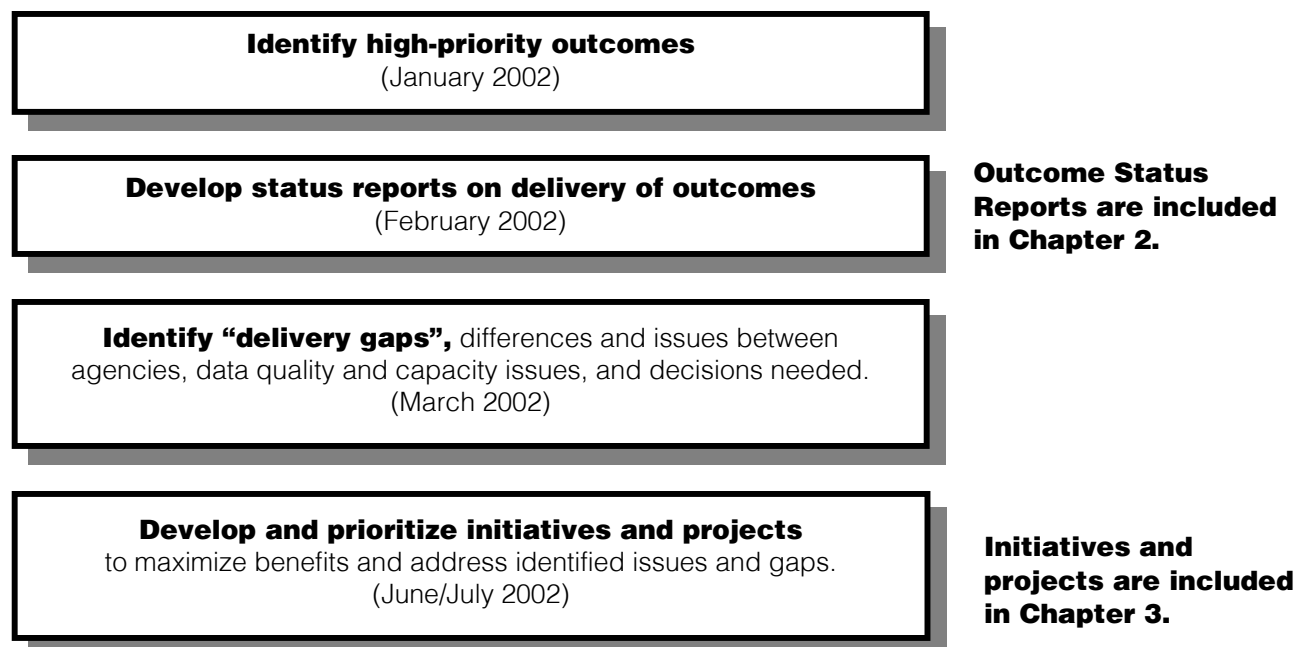 Identify high-priority outcomes
(January 2002)
Develop status reports on delivery of outcomes
(February 2002)
Outcome Status
Reports are included
in Chapter 2.
Identify “delivery gaps”, differences and issues between
agencies, data quality and capacity issues, and decisions needed.
(March 2002)
Develop and prioritize initiatives and projects
to maximize benefits and address identified issues and gaps.
(June/July 2002)
Initiatives and
projects are included
in Chapter 3.